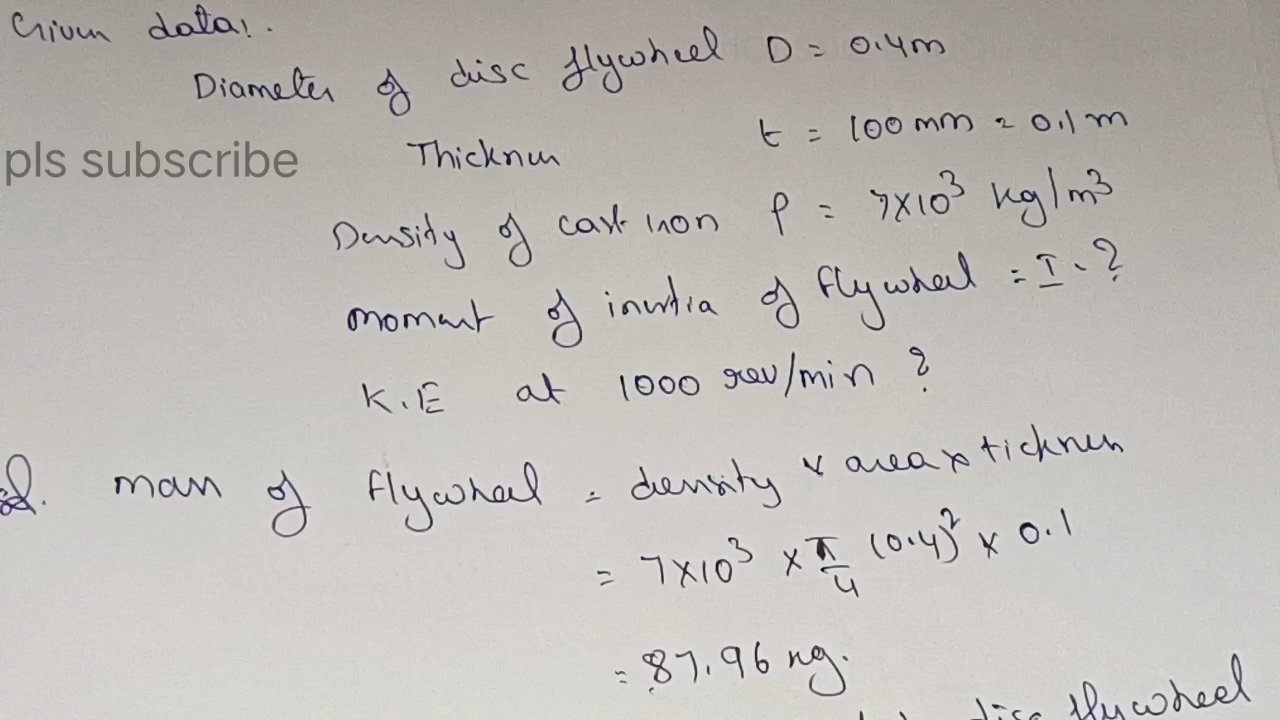 Given data:.
Diameter of disc flywheel D = 0.4m
pls subscribe
Thickness t = 100 mm = 0.1 m
Density of cast iron ρ = 7×10³ kg/m³
moment of inertia of flywheel = I . ?
K.E at 1000 rev/min ?
mass of flywheel = density × area × tickness
= 7×10³ × π/4 (0.4)² × 0.1
= 87.96 kg.
disc flywheel